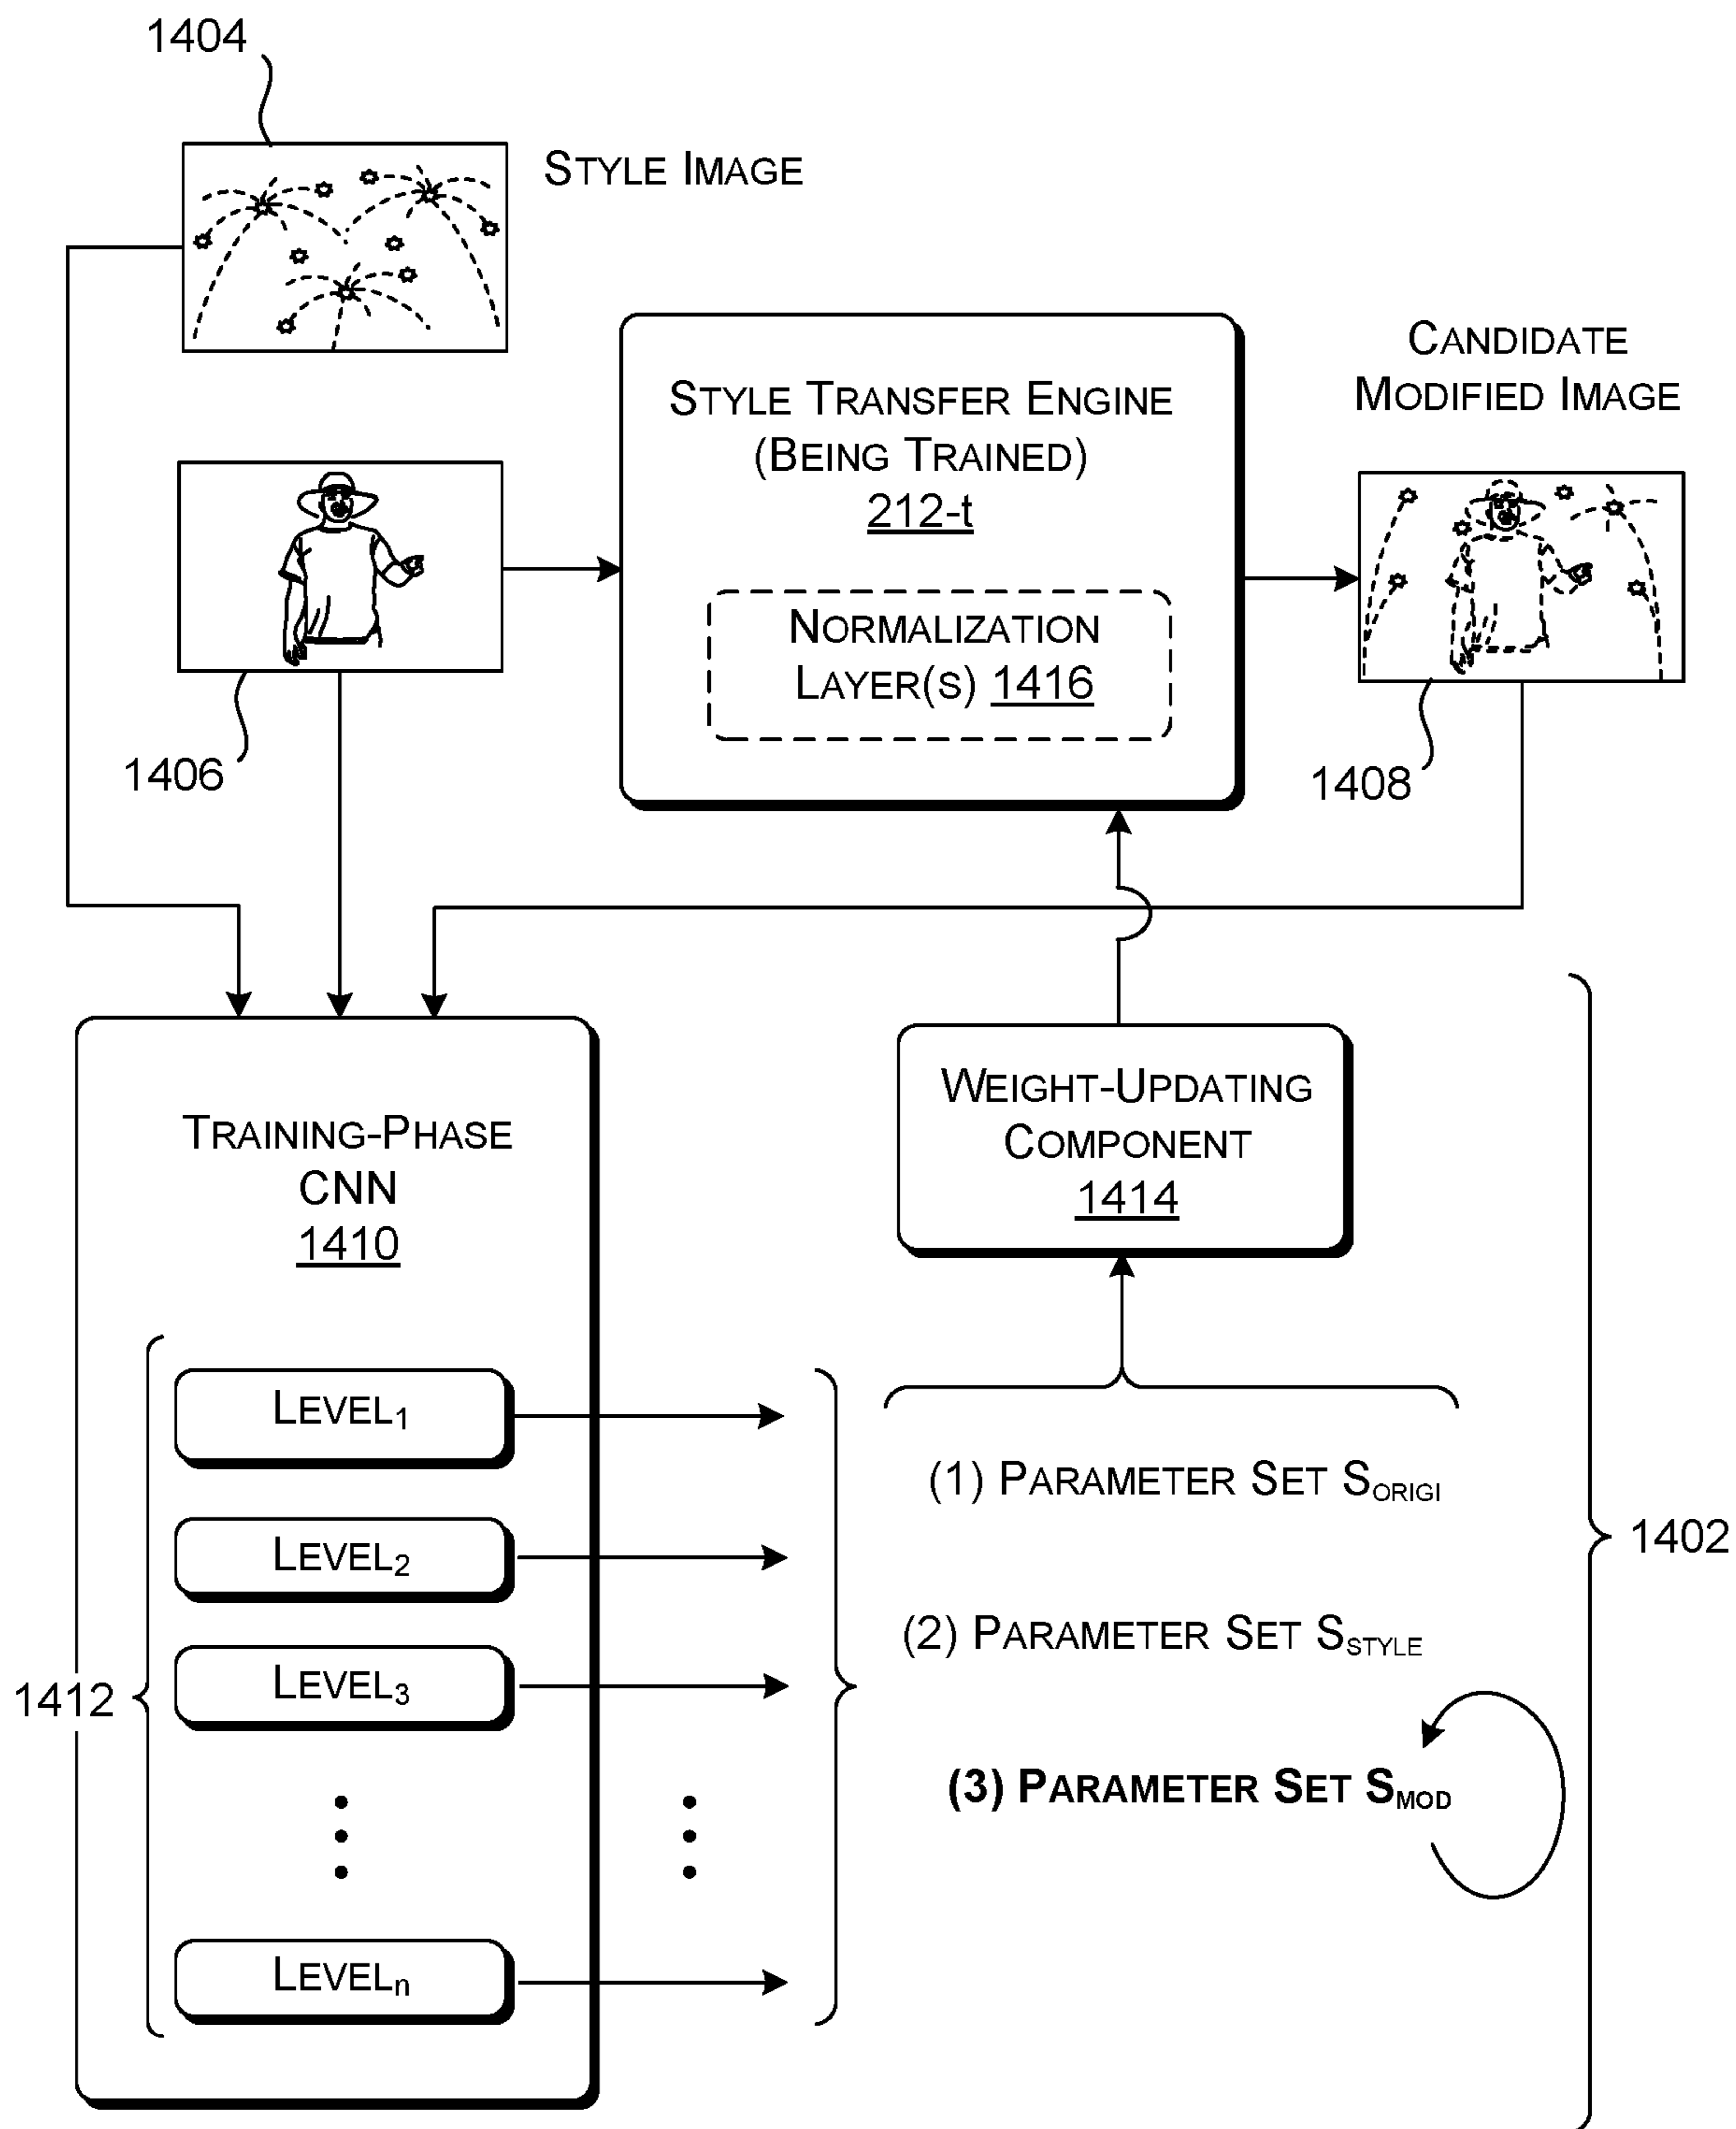 1404
STYLE IMAGE
CANDIDATE
MODIFIED IMAGE
STYLE TRANSFER ENGINE
(BEING TRAINED)
212-t
NORMALIZATION
LAYER(S) 1416
1406
1408
TRAINING-PHASE
CNN
1410
WEIGHT-UPDATING
COMPONENT
1414
LEVEL1
LEVEL2
LEVEL3
LEVELn
1412
(1) PARAMETER SET SORIGI
(2) PARAMETER SET SSTYLE
(3) PARAMETER SET SMOD
1402